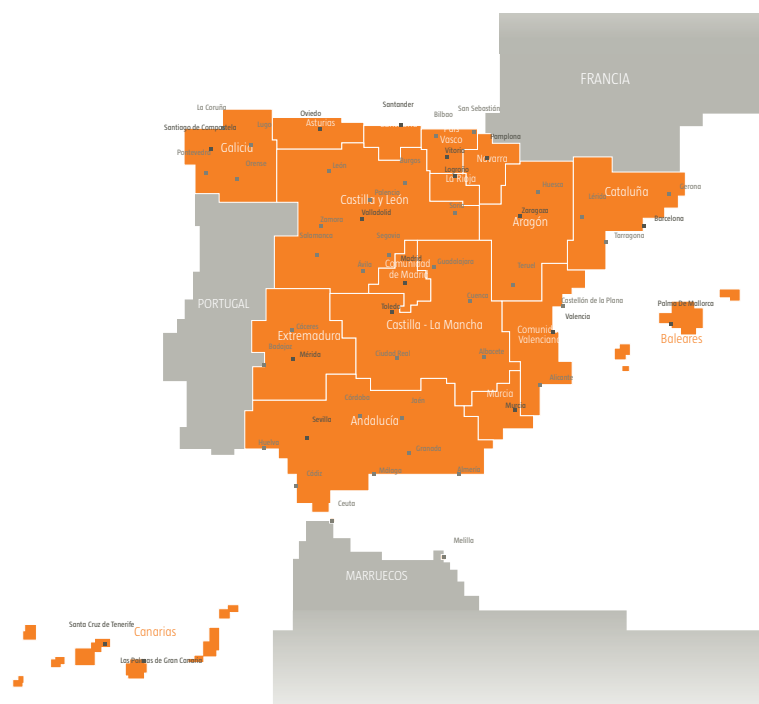 FRANCIA
La Coruña
Santander
San Sebastián
Oviedo
Bilbao
Santiago de Compostela
Lugo
Asturias
País
Vasco
Pamplona
Galicia
Vitoria
Navarra
Pontevedra
Orense
León
Burgos
Logroño
La Rioja
Huesca
Cataluña
Gerona
Palencia
Castilla y León
Lérida
Zamora
Valladolid
Soria
Zaragoza
Aragón
Barcelona
Salamanca
Segovia
Tarragona
Madrid
Comunidad
de Madrid
Guadalajara
Ávila
Teruel
PORTUGAL
Toledo
Cuenca
Castellón de la Plana
Palma De Mallorca
Valencia
Cáceres
Extremadura
Castilla - La Mancha
Comunidad
Valenciana
Baleares
Badajoz
Mérida
Ciudad Real
Albacete
Alicante
Murcia
Córdoba
Jaén
Murcia
Sevilla
Andalucía
Huelva
Granada
Cádiz
Málaga
Almería
Ceuta
Melilla
MARRUECOS
Santa Cruz de Tenerife
Canarias
Las Palmas de Gran Canaria